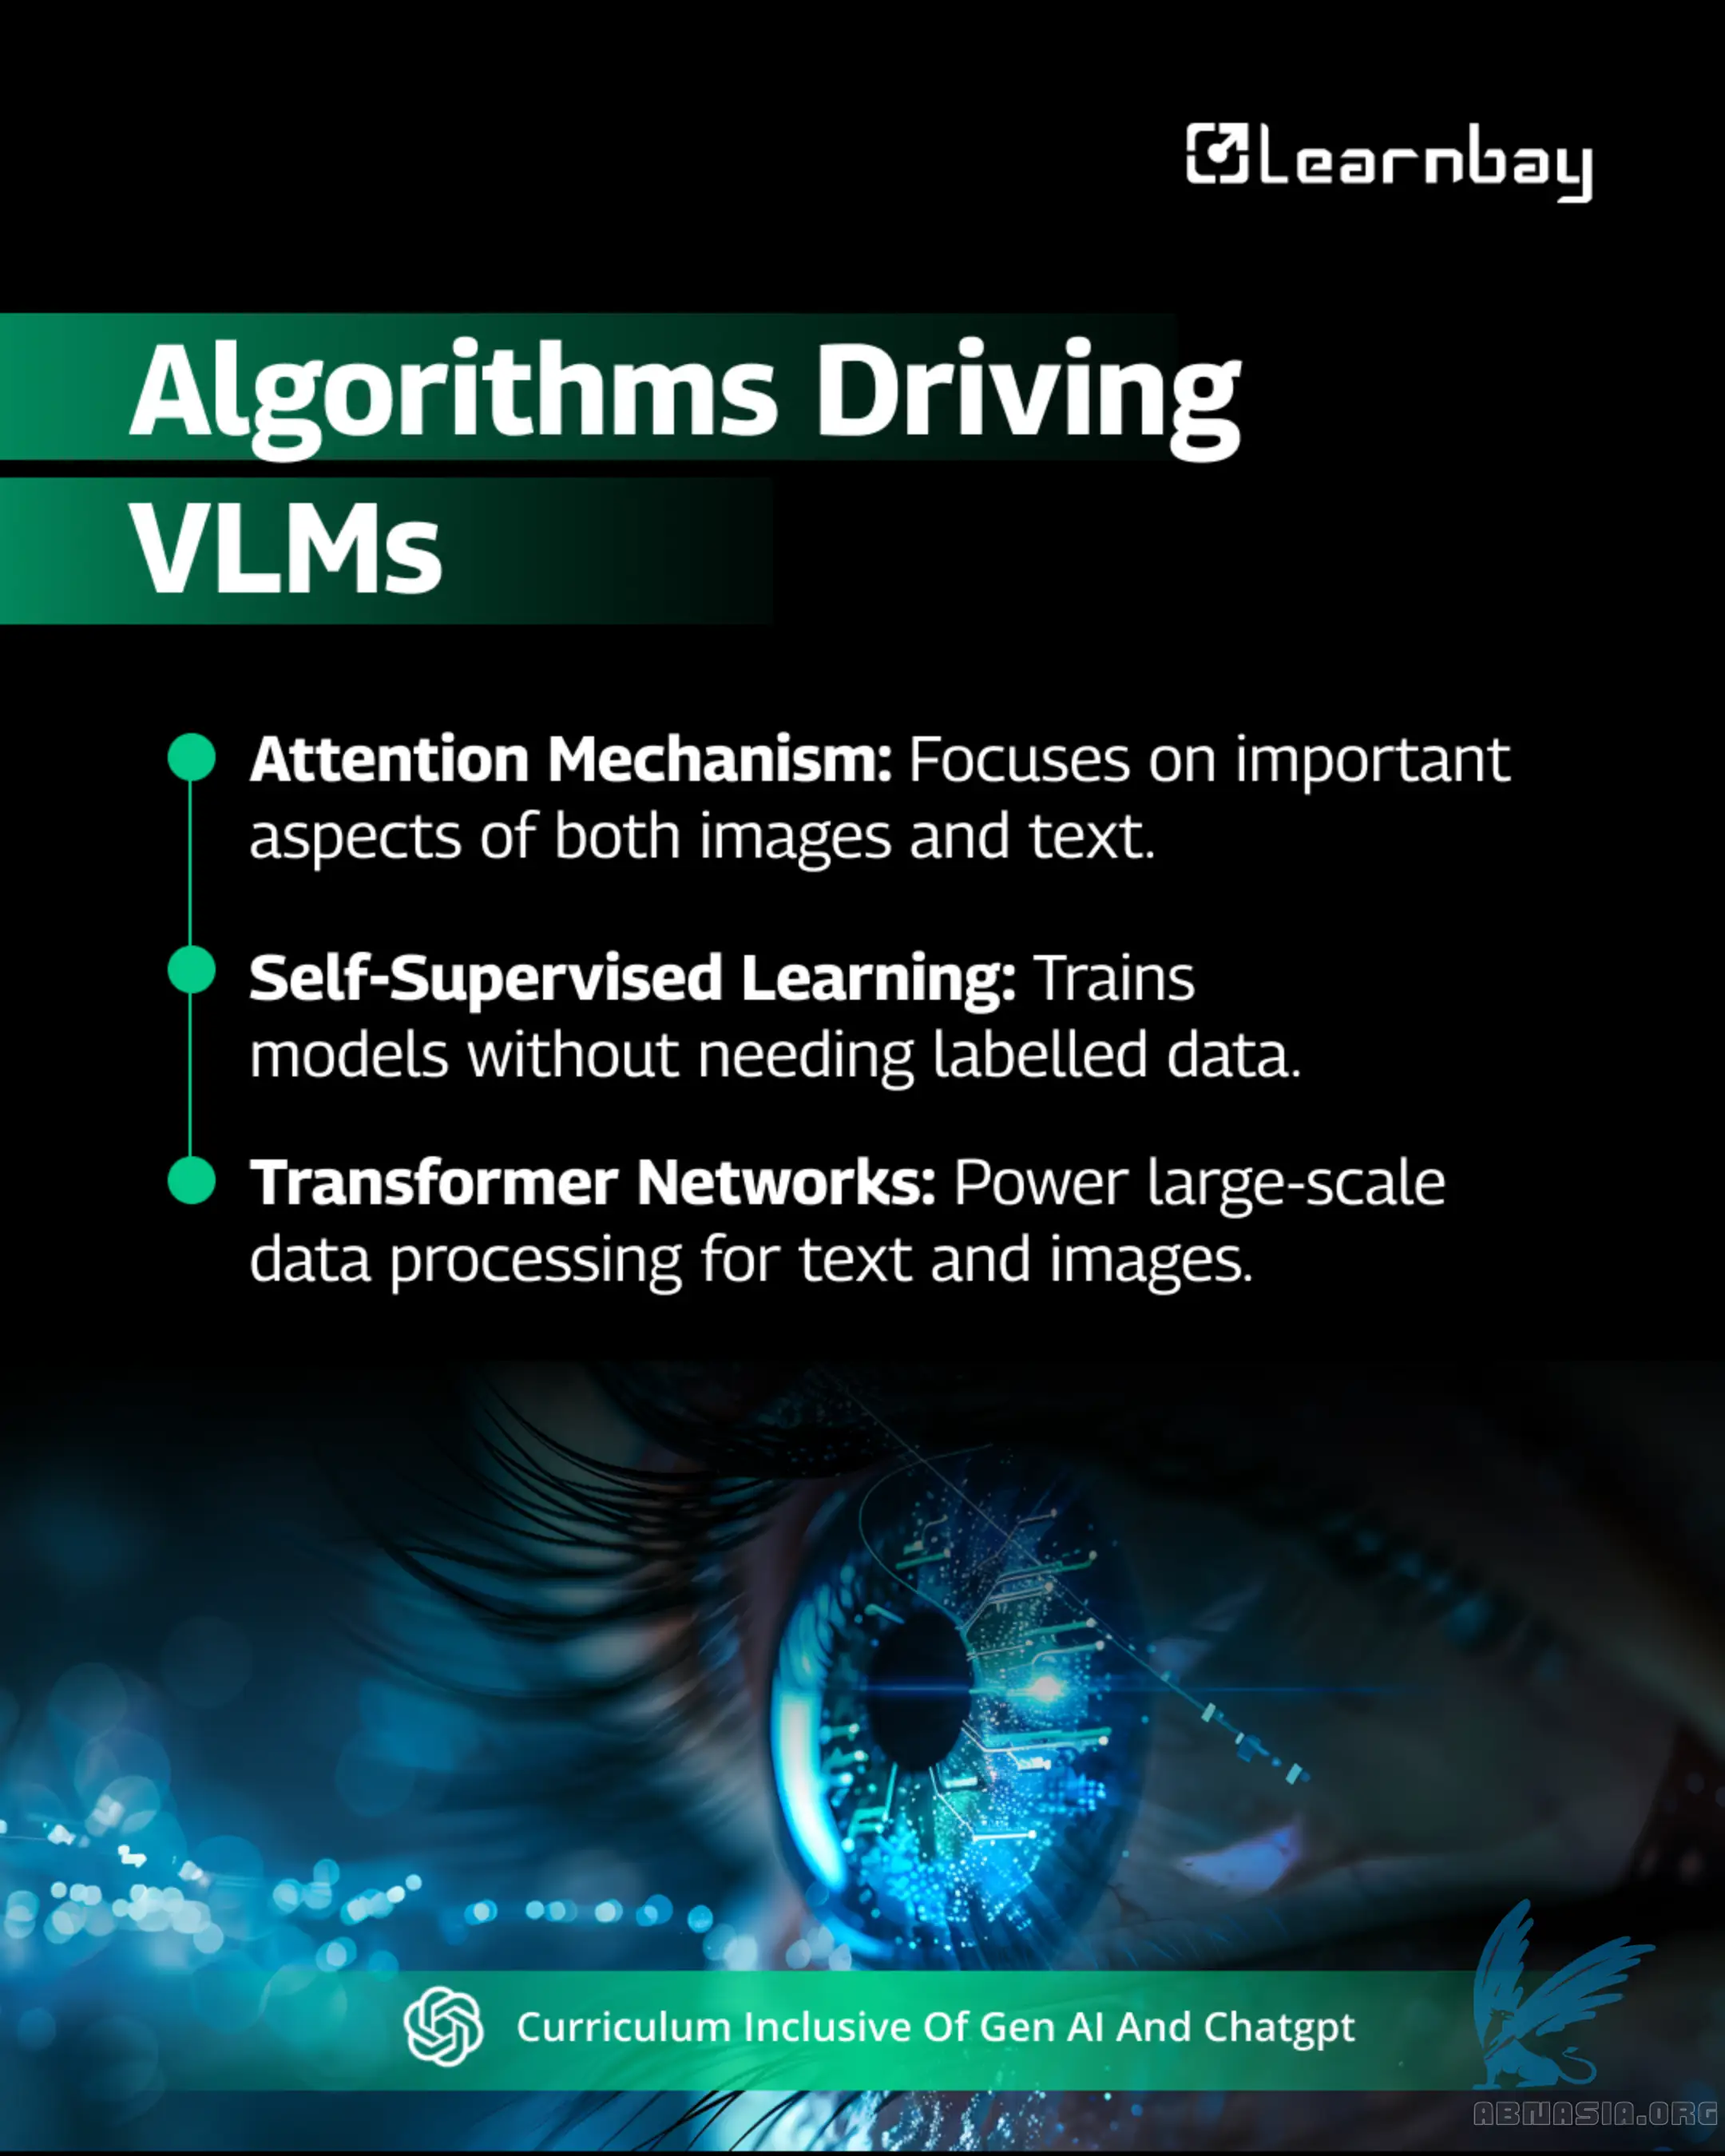 Learnbay
Algorithms Driving
VLMs
Attention Mechanism: Focuses on important
aspects of both images and text.
Self-Supervised Learning: Trains
models without needing labelled data.
Transformer Networks: Power large-scale
data processing for text and images.
Curriculum Inclusive Of Gen AI And Chatgpt
ABNASIA.ORG